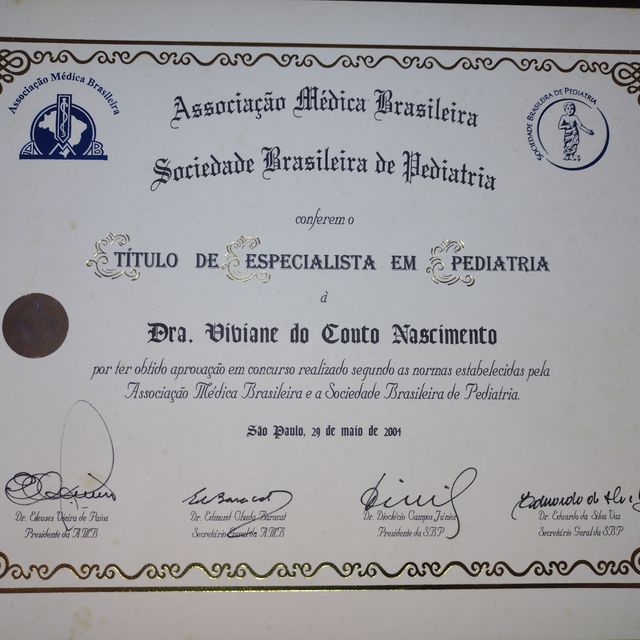 Associação Médica Brasileira
SOCIEDADE BRASILEIRA DE PEDIATRIA
Associação Médica Brasileira
Sociedade Brasileira de Pediatria
conferem o
TÍTULO DE ESPECIALISTA EM PEDIATRIA
à
Dra. Viviane do Couto Nascimento
por ter obtido aprovação em concurso realizado segundo as normas estabelecidas pela
Associação Médica Brasileira e a Sociedade Brasileira de Pediatria.
São Paulo, 29 de maio de 2004
Dr. Eleuses Vieira de Paiva
Presidente da AMB
Dr. Edmund Chada Baracat
Secretário Geral da AMB
Dr. Dioclécio Campos Júnior
Presidente da SBP
Dr. Eduardo da Silva Vaz
Secretário Geral da SBP